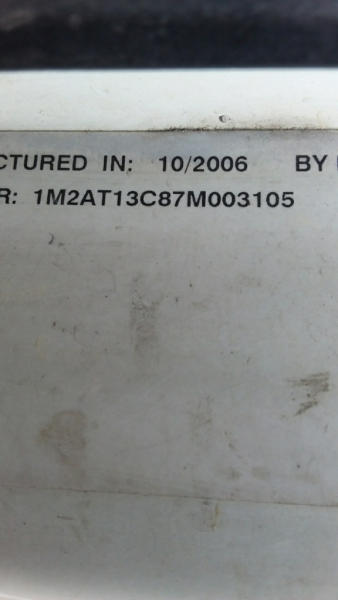 CTURED IN: 10/2006 BY
R: 1M2AT13C87M003105